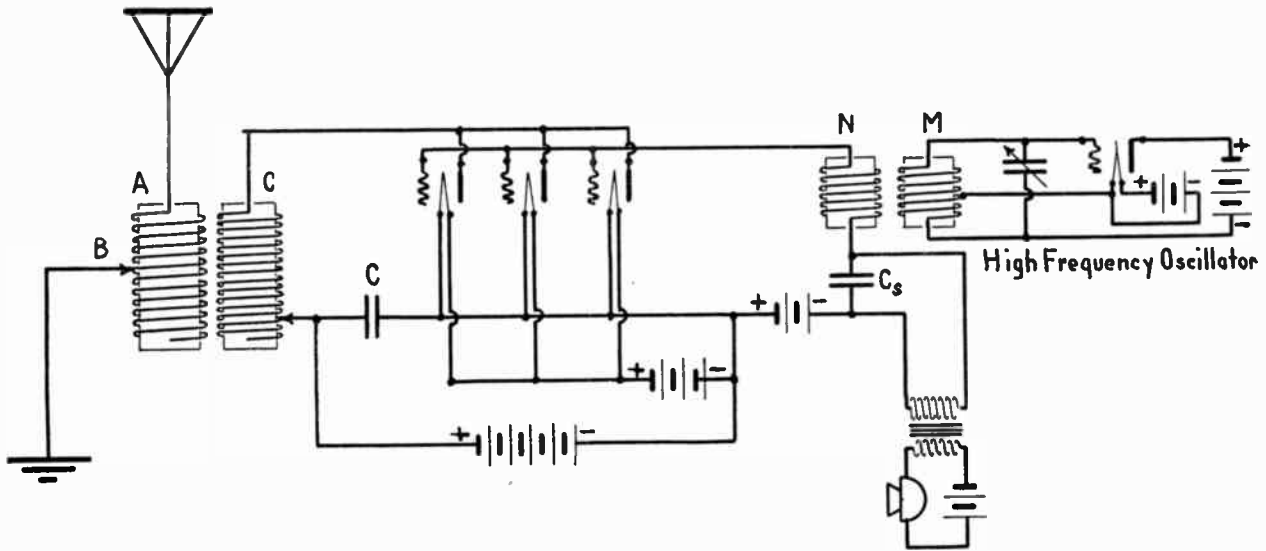 A
C
B
C
N
M
High Frequency Oscillator
Cs
+
-
+
-
+
-
+
-
+
-